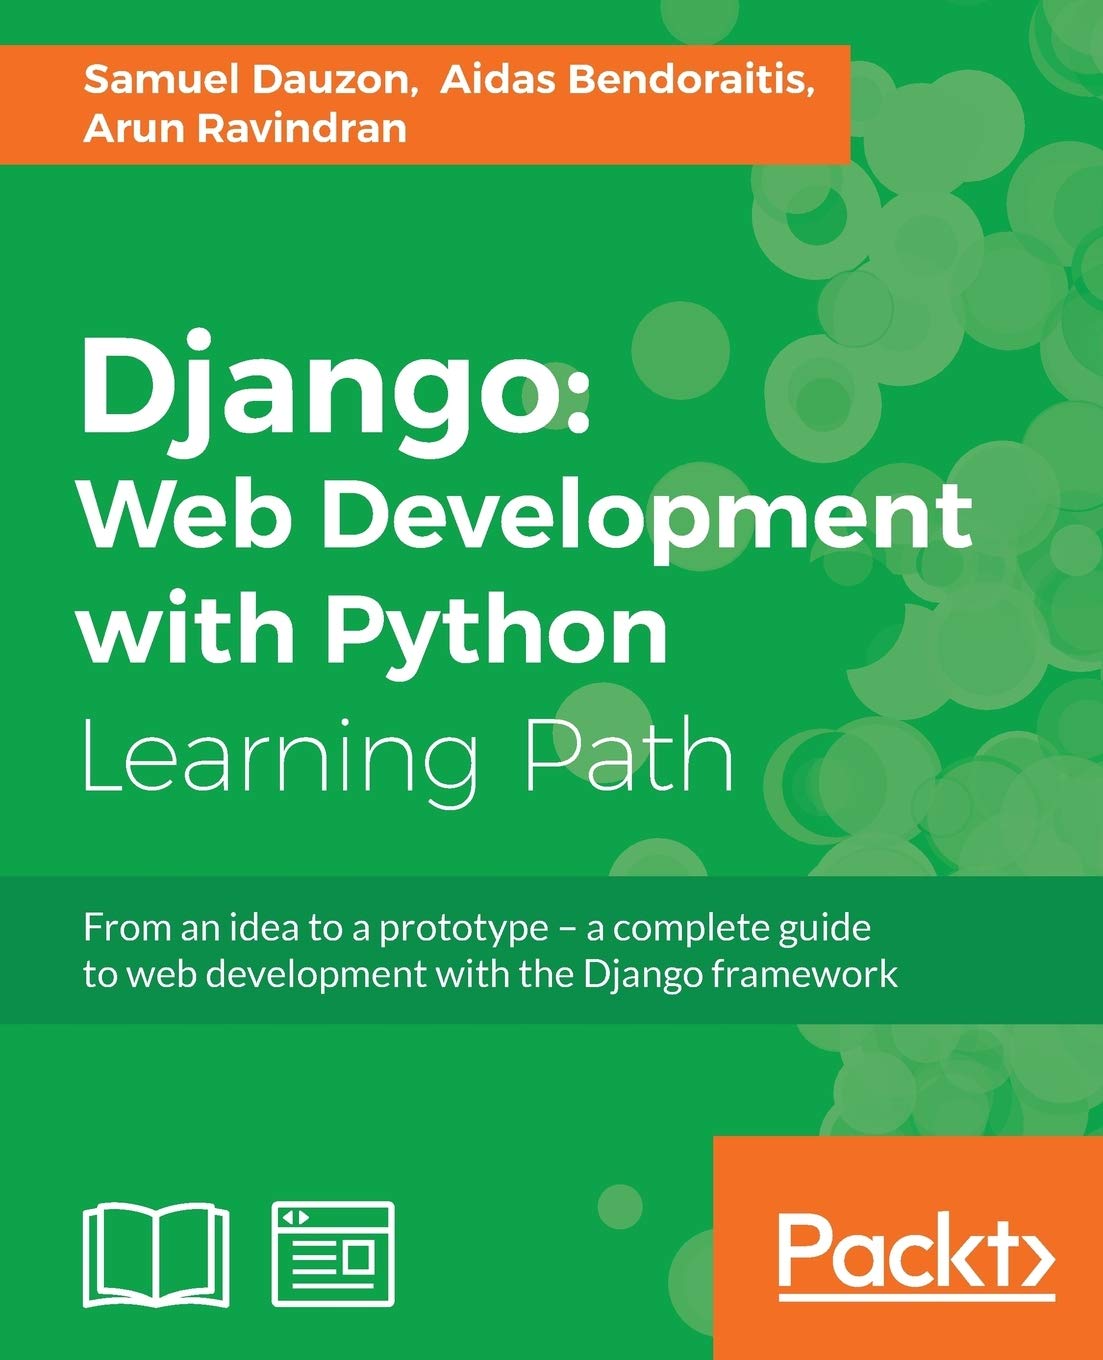 Samuel Dauzon, Aidas Bendoraitis,
Arun Ravindran
Django:
Web Development
with Python
Learning Path
From an idea to a prototype – a complete guide
to web development with the Django framework
Packt